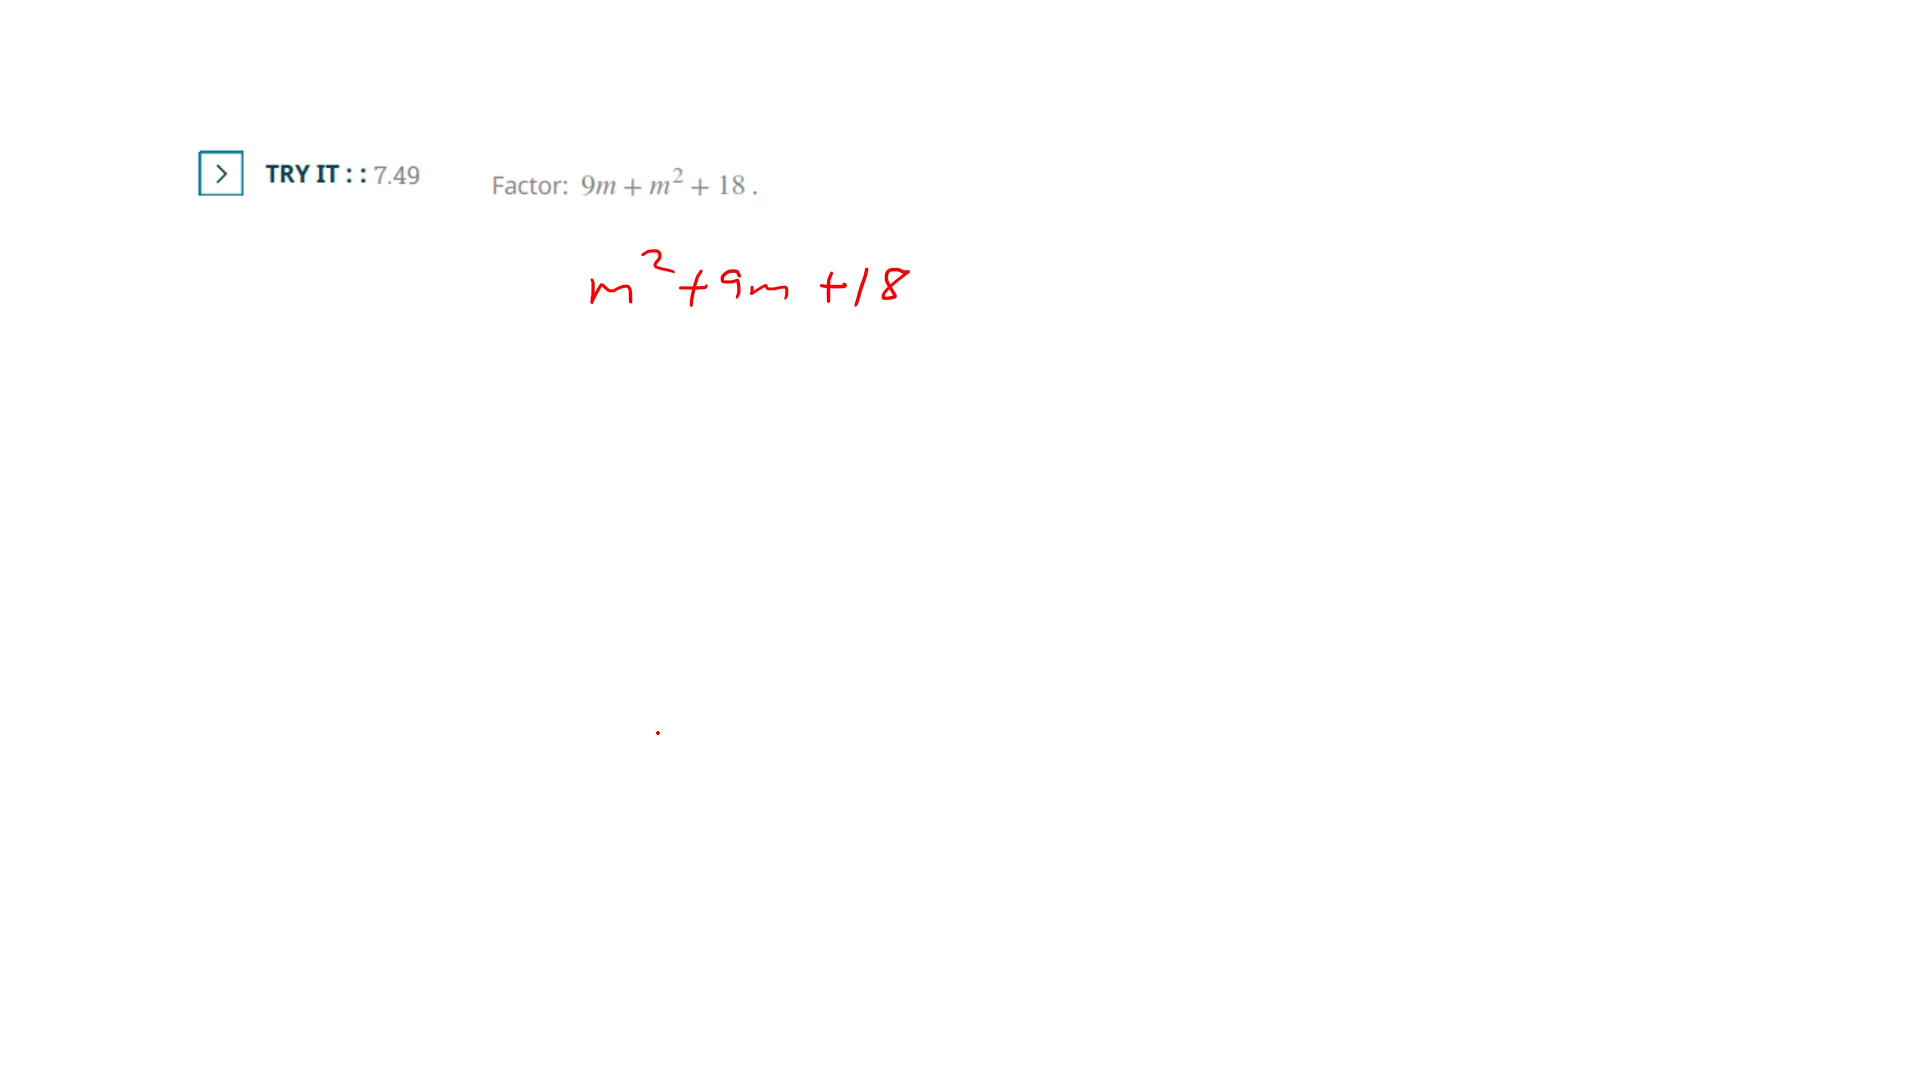 > TRY IT : : 7.49 Factor: 9m + m² + 18 .
m² + 9m + 18